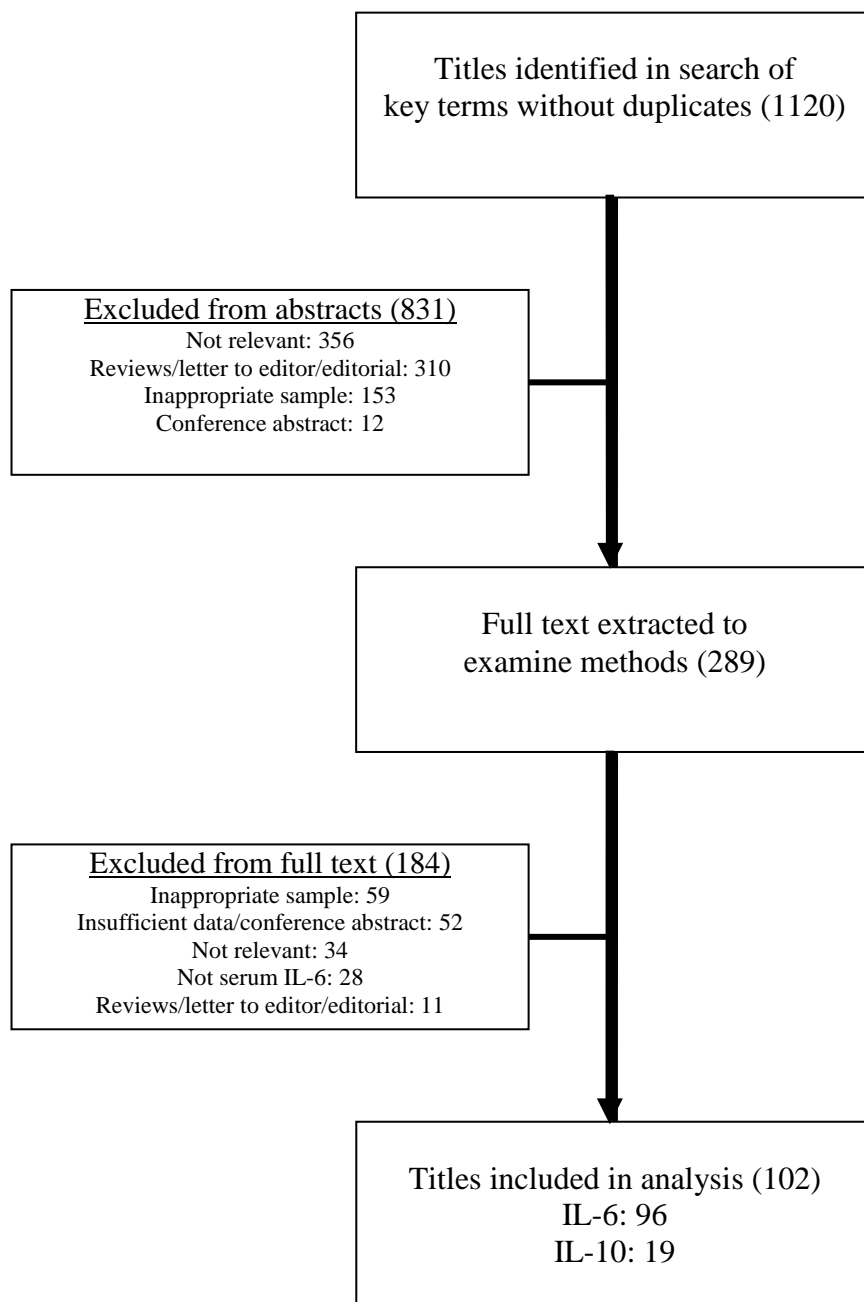 Titles identified in search of
key terms without duplicates (1120)
Excluded from abstracts (831)
Not relevant: 356
Reviews/letter to editor/editorial: 310
Inappropriate sample: 153
Conference abstract: 12
Full text extracted to
examine methods (289)
Excluded from full text (184)
Inappropriate sample: 59
Insufficient data/conference abstract: 52
Not relevant: 34
Not serum IL-6: 28
Reviews/letter to editor/editorial: 11
Titles included in analysis (102)
IL-6: 96
IL-10: 19